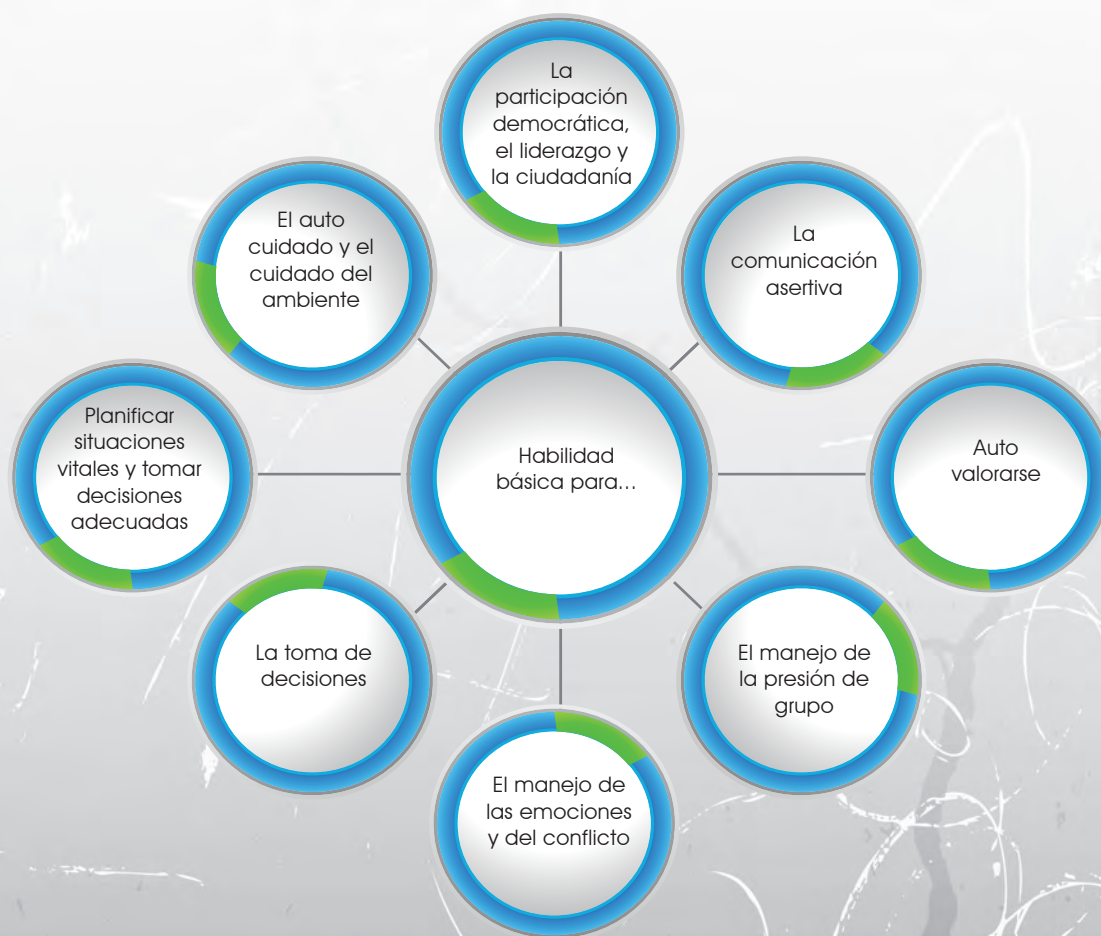 La
participación
democrática,
el liderazgo y
la ciudadanía
El auto
cuidado y el
cuidado del
ambiente
La
comunicación
asertiva
Planificar
situaciones
vitales y tomar
decisiones
adecuadas
Habilidad
básica para...
Auto
valorarse
La toma de
decisiones
El manejo de
la presión de
grupo
El manejo de
las emociones
y del conflicto